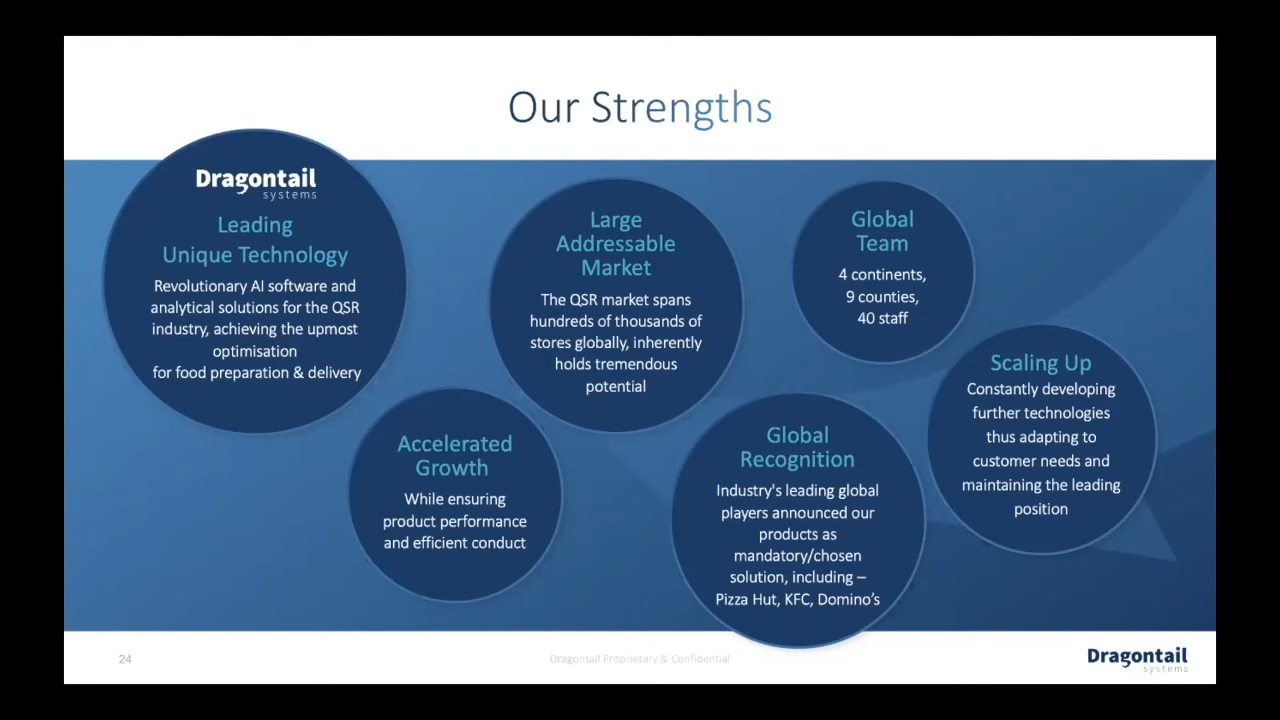 Our Strengths
Dragontail
systems
Leading
Unique Technology
Revolutionary AI software and
analytical solutions for the QSR
industry, achieving the upmost
optimisation
for food preparation & delivery
Accelerated
Growth
While ensuring
product performance
and efficient conduct
Large
Addressable
Market
The QSR market spans
hundreds of thousands of
stores globally, inherently
holds tremendous
potential
Global
Recognition
Industry's leading global
players announced our
products as
mandatory/chosen
solution, including –
Pizza Hut, KFC, Domino's
Global
Team
4 continents,
9 counties,
40 staff
Scaling Up
Constantly developing
further technologies
thus adapting to
customer needs and
maintaining the leading
position
24
Dragontail Proprietary & Confidential
Dragontail
systems